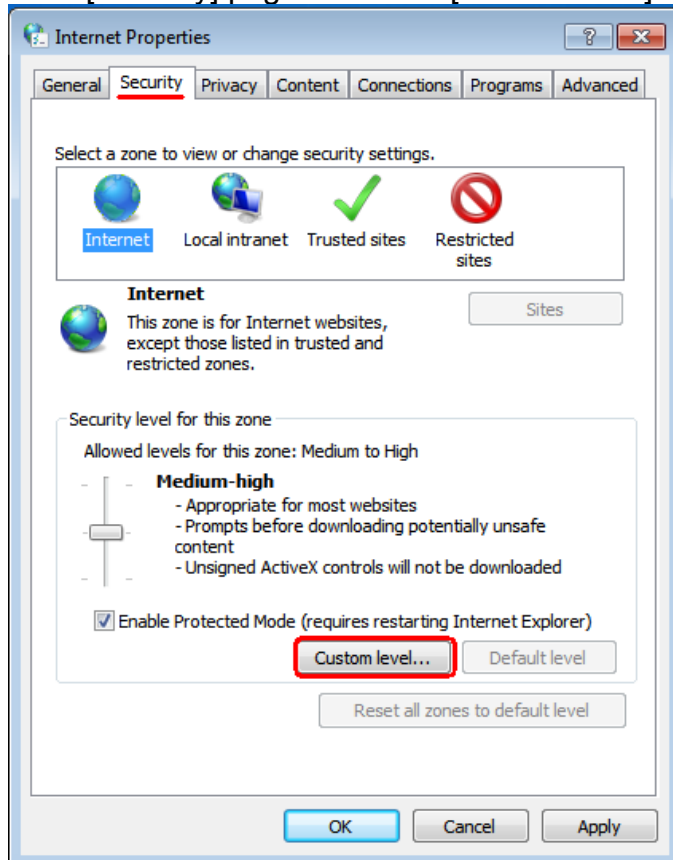 Internet Properties
General Security Privacy Content Connections Programs Advanced
Select a zone to view or change security settings.
Internet Local intranet Trusted sites Restricted
sites
Internet
Sites
This zone is for Internet websites,
except those listed in trusted and
restricted zones.
Security level for this zone
Allowed levels for this zone: Medium to High
Medium-high
- Appropriate for most websites
- Prompts before downloading potentially unsafe
content
- Unsigned ActiveX controls will not be downloaded
Enable Protected Mode (requires restarting Internet Explorer)
Custom level... Default level
Reset all zones to default level
OK Cancel Apply